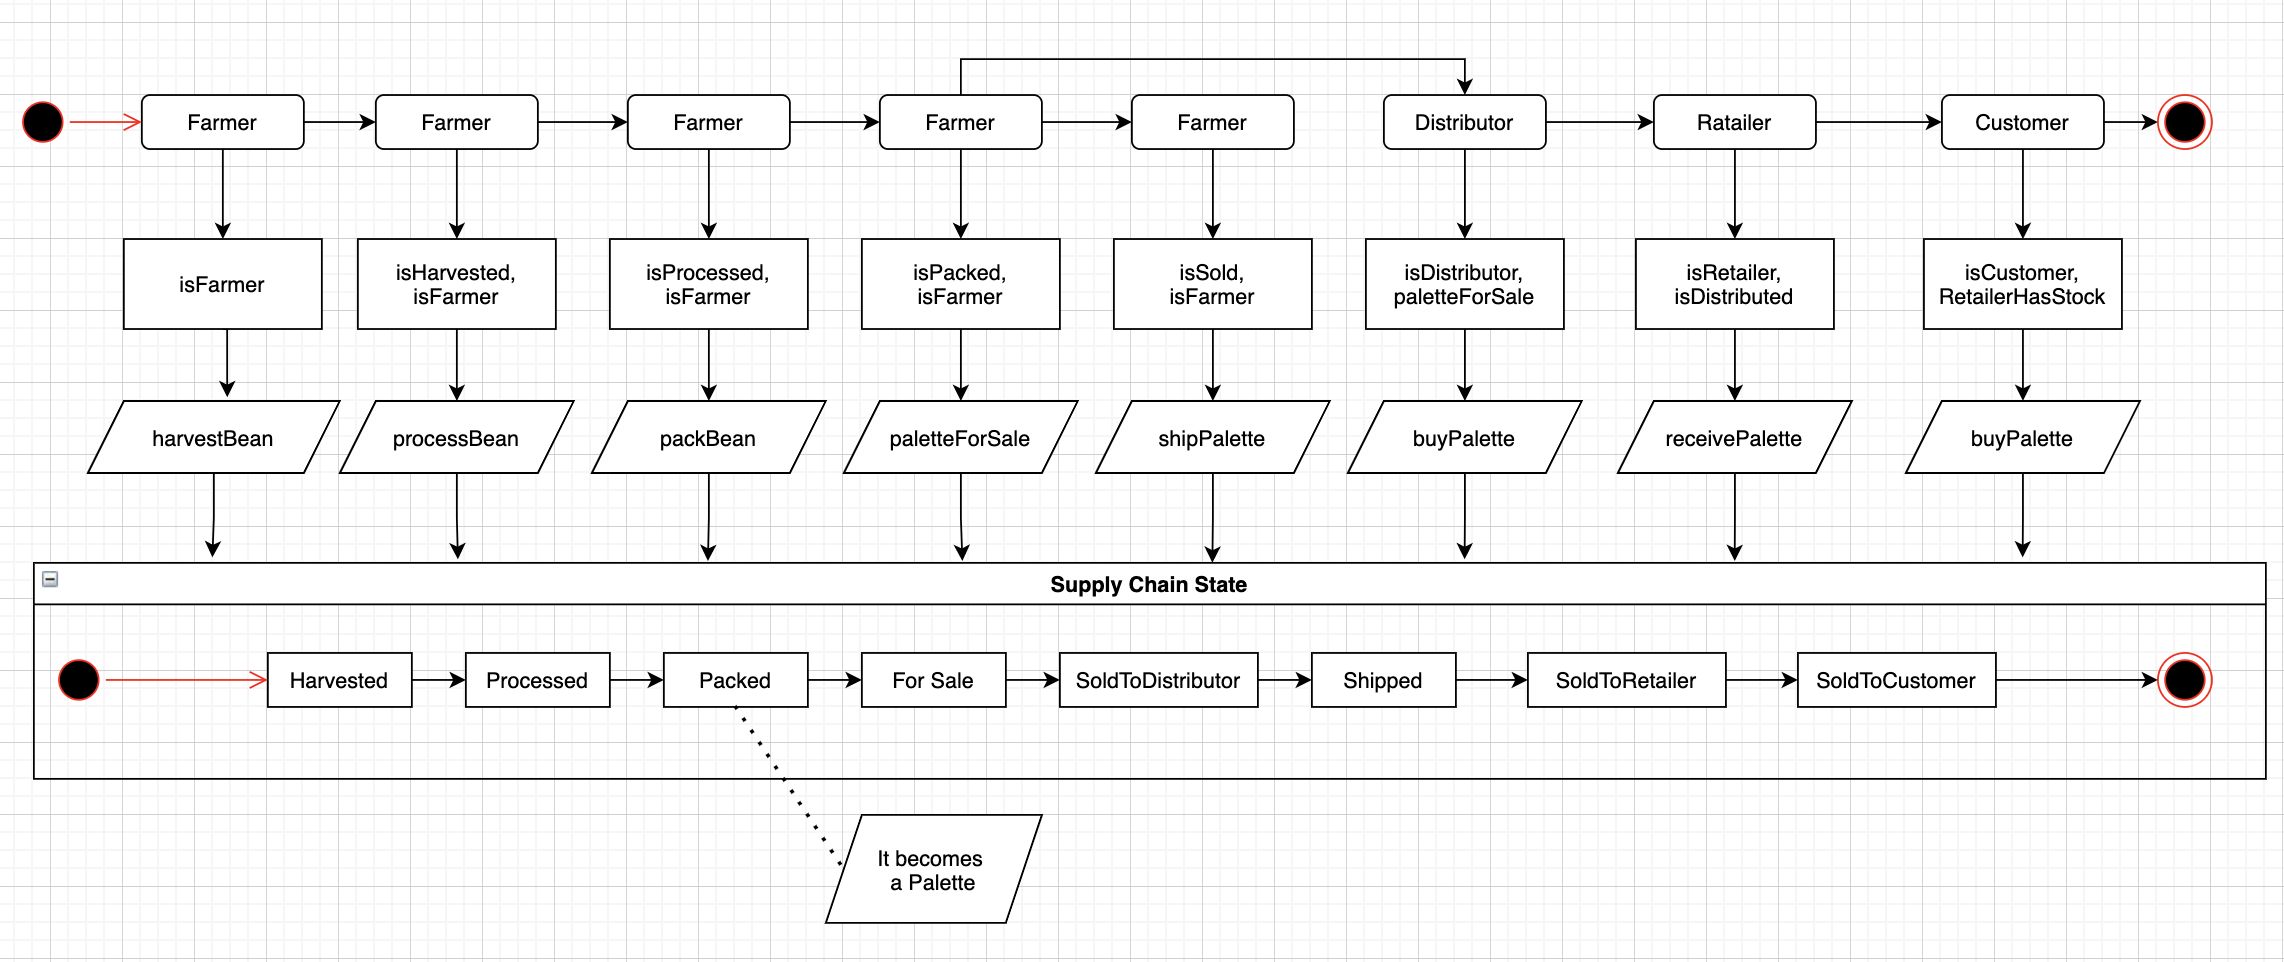 Farmer
Farmer
Farmer
Farmer
Farmer
Distributor
Ratailer
Customer
isFarmer
isHarvested,
isFarmer
isProcessed,
isFarmer
isPacked,
isFarmer
isSold,
isFarmer
isDistributor,
paletteForSale
isRetailer,
isDistributed
isCustomer,
RetailerHasStock
harvestBean
processBean
packBean
paletteForSale
shipPalette
buyPalette
receivePalette
buyPalette
Supply Chain State
Harvested
Processed
Packed
For Sale
SoldToDistributor
Shipped
SoldToRetailer
SoldToCustomer
It becomes
a Palette